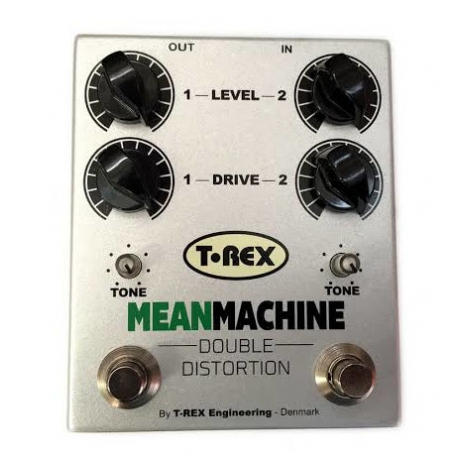 OUT IN
1 — LEVEL — 2
1 — DRIVE — 2
T•REX
TONE TONE
MEANMACHINE
DOUBLE
DISTORTION
By T-REX Engineering - Denmark